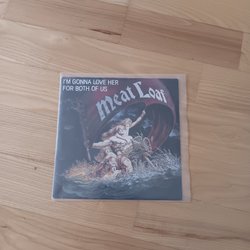 I'M GONNA LOVE HER
FOR BOTH OF US
Meat Loaf